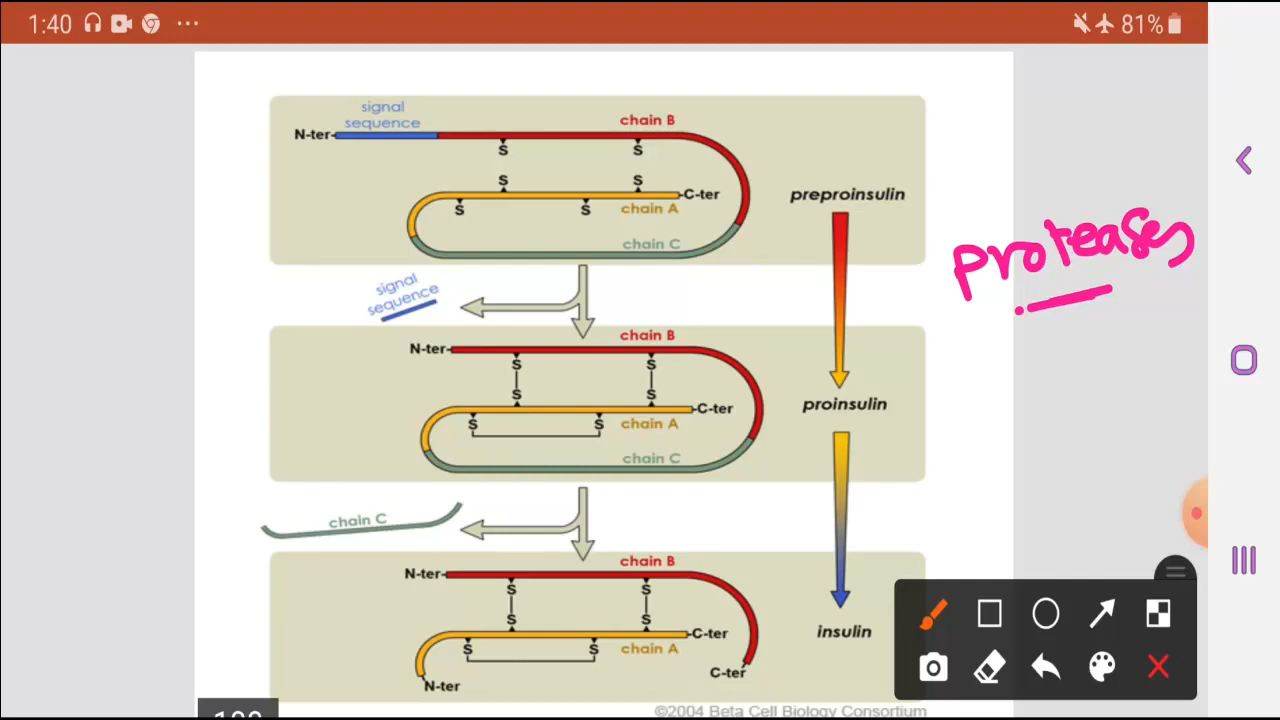 1:40
81%
signal
sequence
chain B
N-ter
S
S
S
S
C-ter
S
S
chain A
chain C
preproinsulin
proteases
signal
sequence
chain B
N-ter
S
S
S
S
C-ter
S
S
chain A
chain C
proinsulin
chain C
chain B
N-ter
S
S
S
S
C-ter
S
S
chain A
C-ter
N-ter
insulin
©2004 Beta Cell Biology Consortium